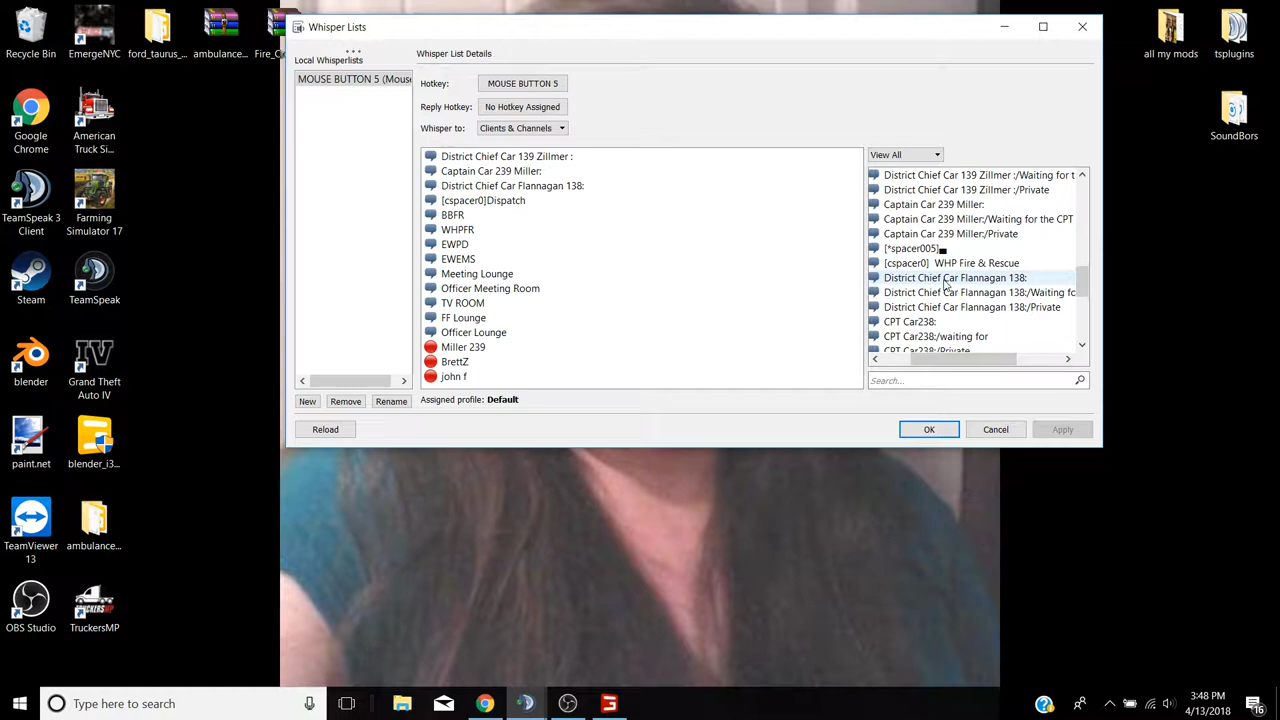 Recycle Bin
EmergeNYC
ford_taurus_...
ambulance...
Fire_C
Google Chrome
American Truck Si...
TeamSpeak 3 Client
Farming Simulator 17
Steam
TeamSpeak
blender
Grand Theft Auto IV
paint.net
blender_i3...
TeamViewer 13
ambulance...
OBS Studio
TruckersMP
Whisper Lists
Local Whisperlists
MOUSE BUTTON 5 (Mous
New
Remove
Rename
Reload
Whisper List Details
Hotkey:
MOUSE BUTTON 5
Reply Hotkey:
No Hotkey Assigned
Whisper to:
Clients & Channels
District Chief Car 139 Zillmer :
Captain Car 239 Miller:
District Chief Car Flannagan 138:
[cspacer0]Dispatch
BBFR
WHPFR
EWPD
EWEMS
Meeting Lounge
Officer Meeting Room
TV ROOM
FF Lounge
Officer Lounge
Miller 239
BrettZ
john f
Assigned profile: Default
View All
District Chief Car 139 Zillmer :/Waiting for t
District Chief Car 139 Zillmer :/Private
Captain Car 239 Miller:
Captain Car 239 Miller:/Waiting for the CPT
Captain Car 239 Miller:/Private
[*spacer005]▄
[cspacer0]  WHP Fire & Rescue
District Chief Car Flannagan 138:
District Chief Car Flannagan 138:/Waiting fo
District Chief Car Flannagan 138:/Private
CPT Car238:
CPT Car238:/waiting for
CPT Car238:/Private
Search...
OK
Cancel
Apply
all my mods
tsplugins
SoundBors
Type here to search
3:48 PM
4/13/2018
16